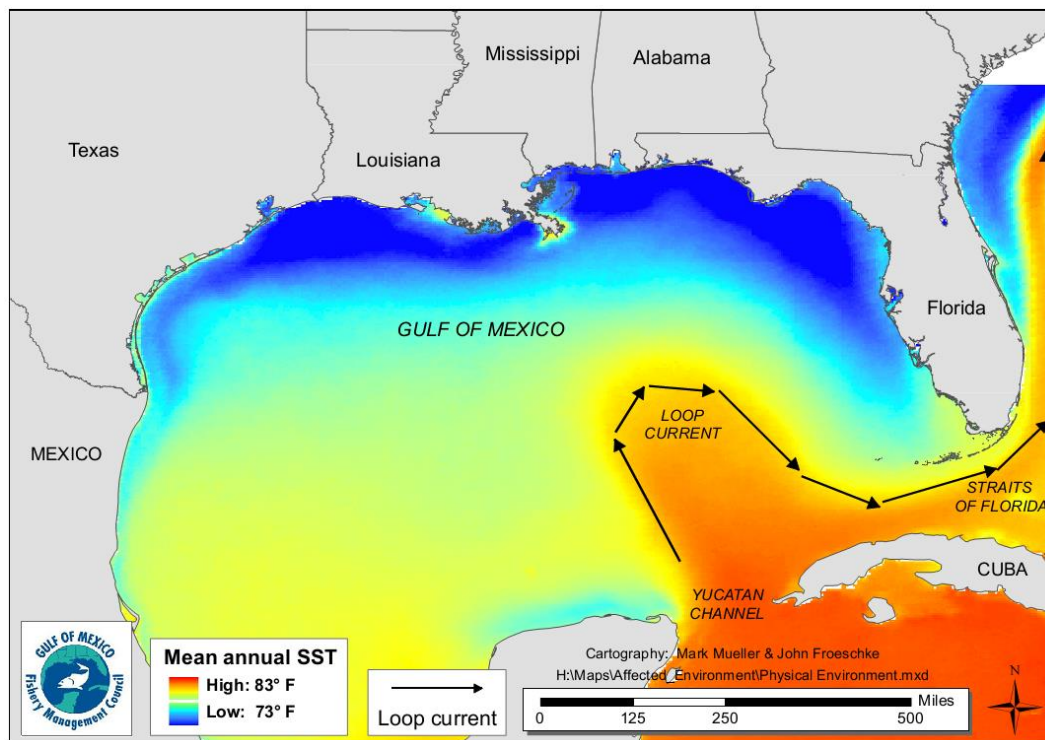 Mississippi
Alabama
Texas
Louisiana
GULF OF MEXICO
Florida
LOOP
CURRENT
MEXICO
STRAITS
OF FLORIDA
CUBA
YUCATAN
CHANNEL
GULF OF MEXICO
Fishery Management Council
Mean annual SST
High: 83° F
Low: 73° F
Loop current
Cartography: Mark Mueller & John Froeschke
H:\Maps\Affected_Environment\Physical Environment.mxd
Miles
0 125 250 500
N